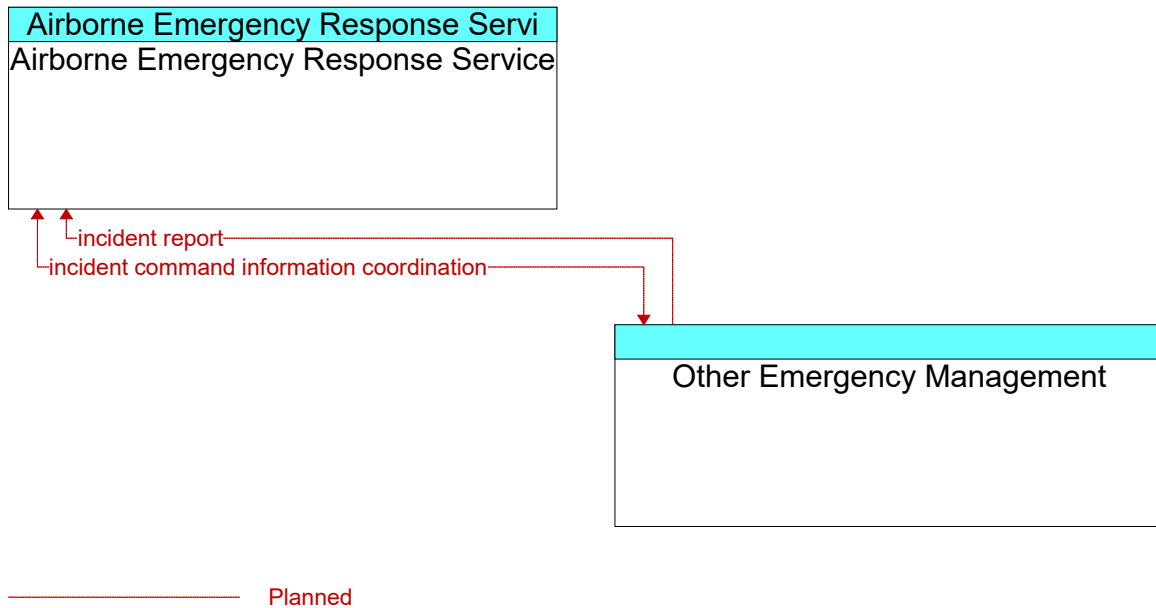 Airborne Emergency Response Servi
Airborne Emergency Response Service
incident report
incident command information coordination
Other Emergency Management
Planned